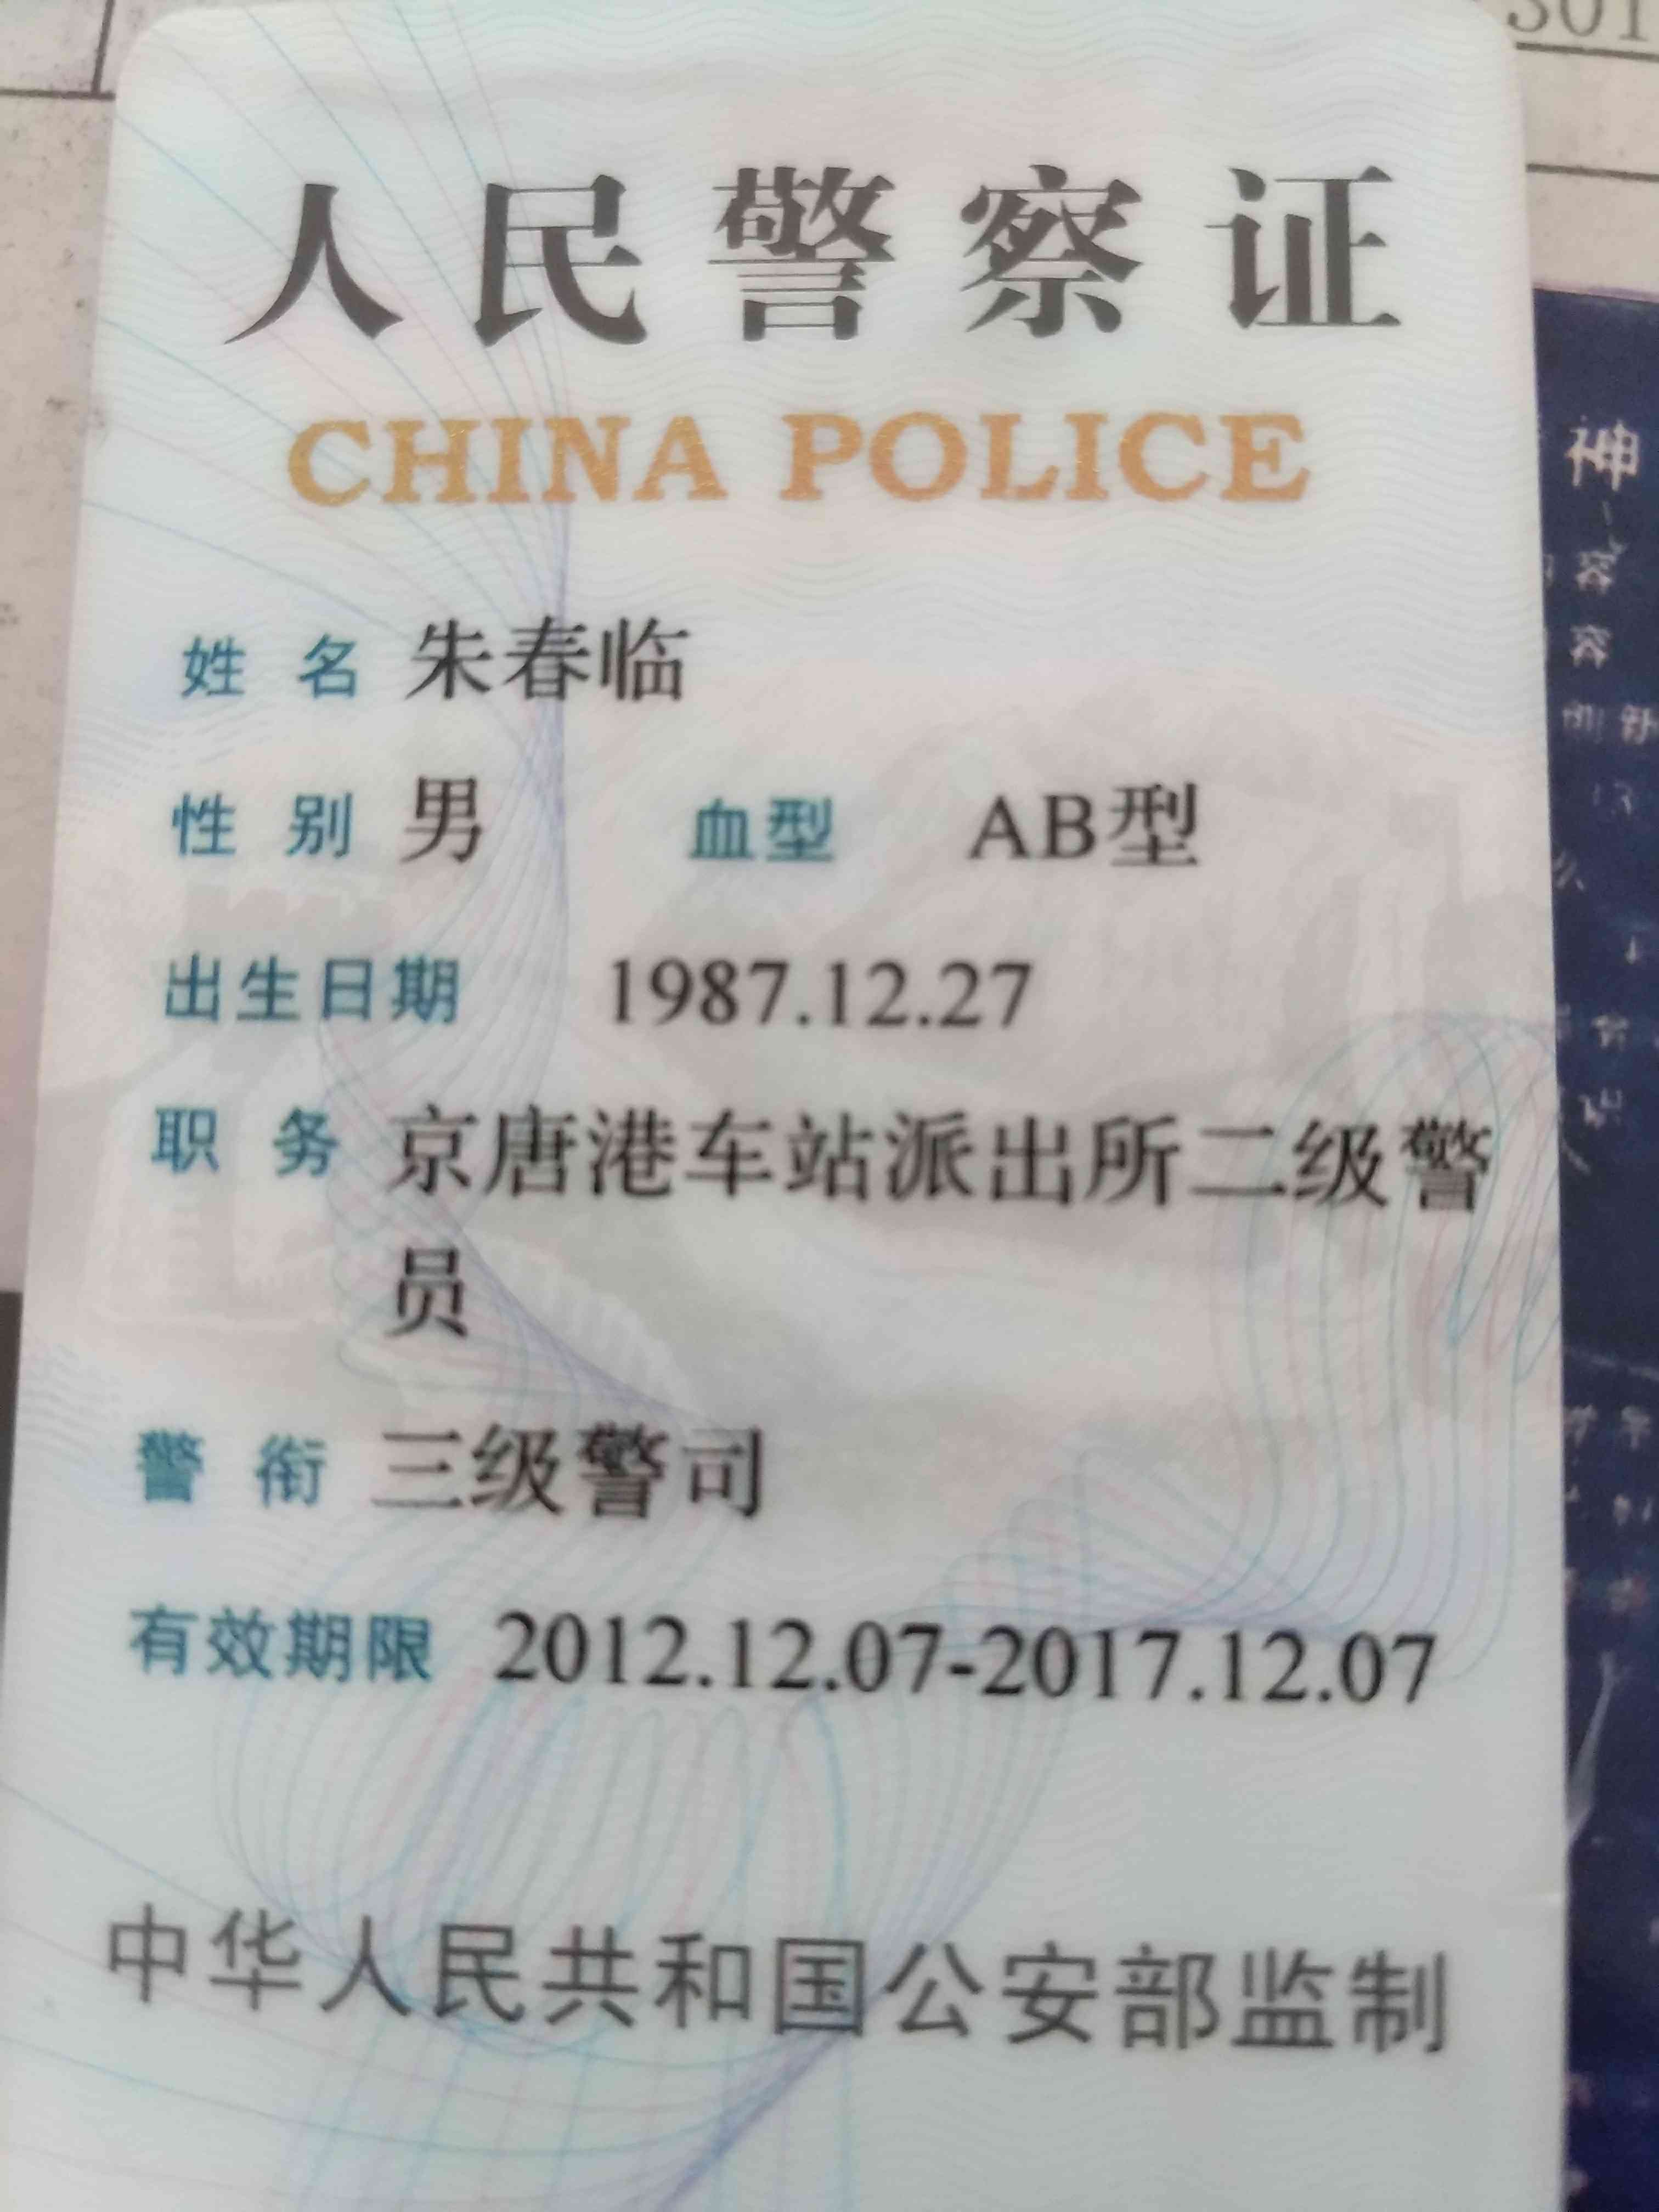 301
人民警察证
CHINA POLICE
姓 名 朱春临
性 别 男 血型 AB型
出生日期 1987.12.27
职 务 京唐港车站派出所二级警
员
警 衔 三级警司
有效期限 2012.12.07-2017.12.07
中华人民共和国公安部监制